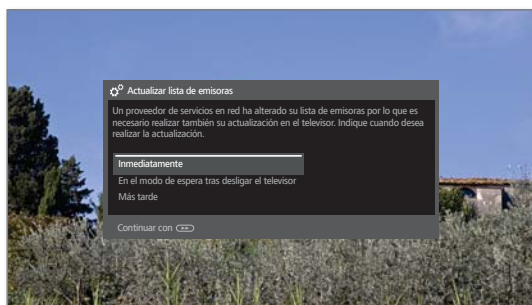 Actualizar lista de emisoras
Un proveedor de servicios en red ha alterado su lista de emisoras por lo que es
necesario realizar también su actualización en el televisor. Indique cuando desea
realizar la actualización.
Inmediatamente
En el modo de espera tras desligar el televisor
Más tarde
Continuar con